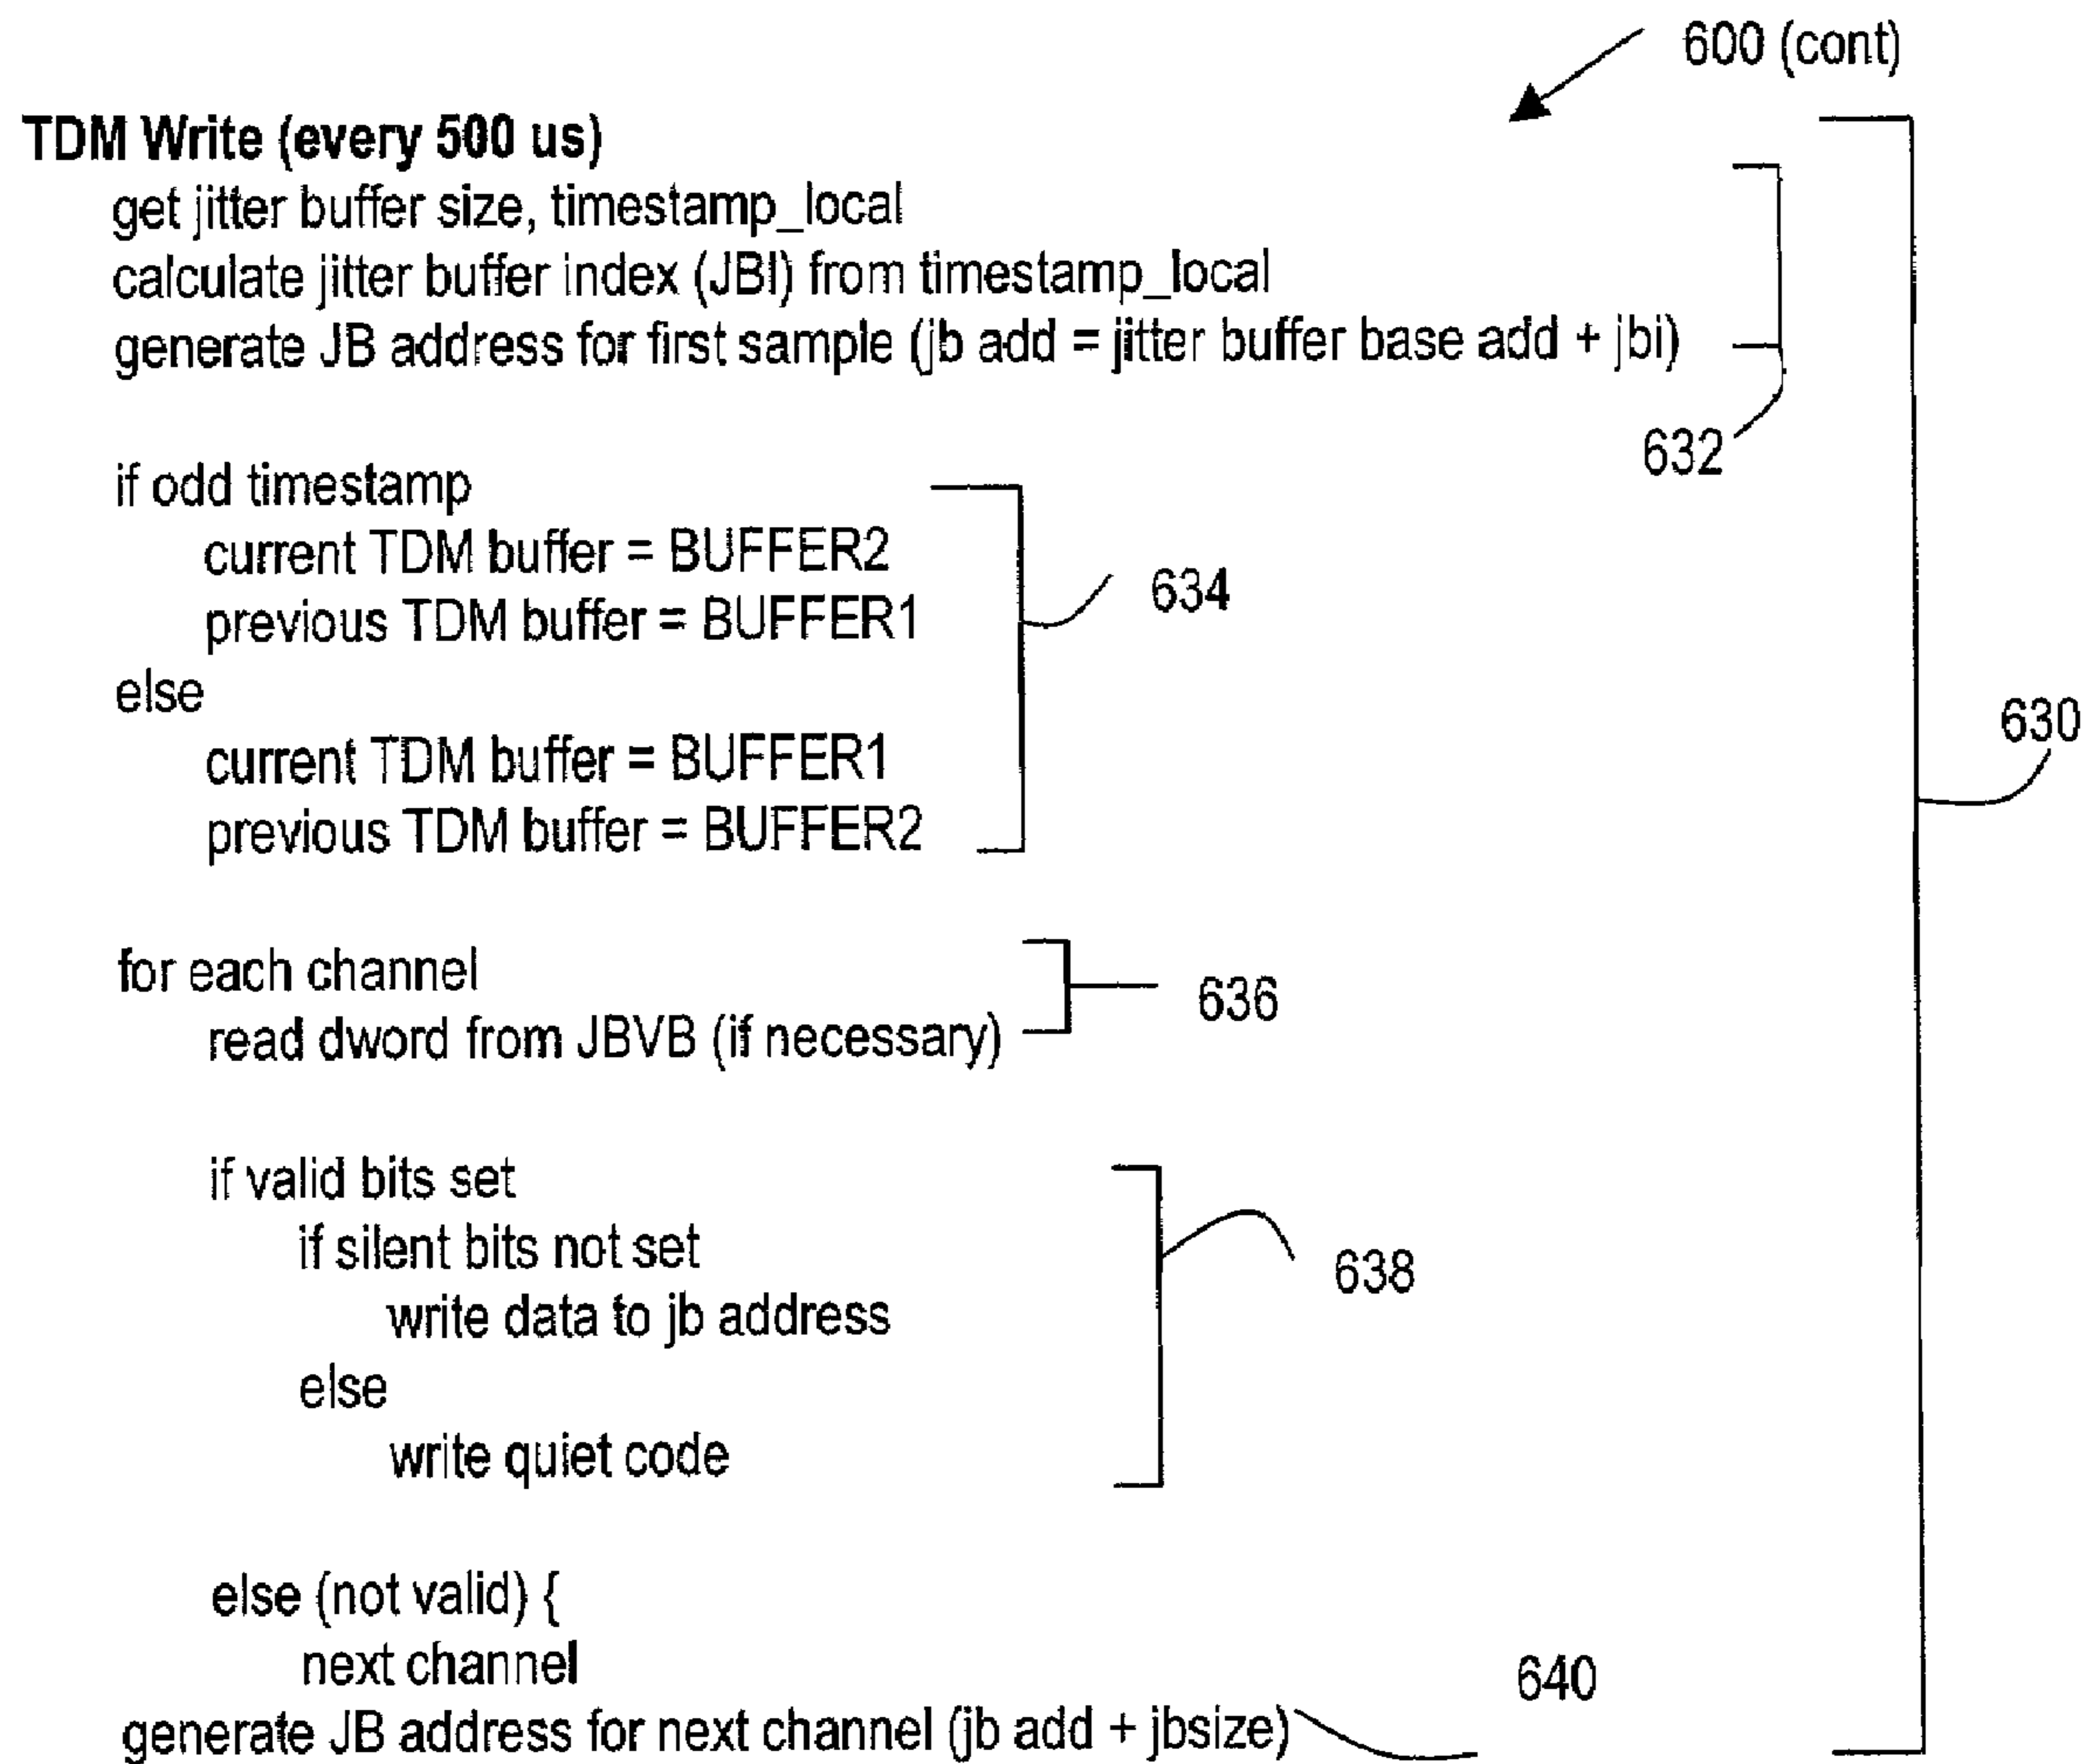 600 (cont)
TDM Write (every 500 us)
get jitter buffer size, timestamp_local
calculate jitter buffer index (JBI) from timestamp_local
generate JB address for first sample (jb add = jitter buffer base add + jbi)
632
if odd timestamp
current TDM buffer = BUFFER2
634
previous TDM buffer = BUFFER1
else
630
current TDM buffer = BUFFER1
previous TDM buffer = BUFFER2
for each channel
636
read dword from JBVB (if necessary)
if valid bits set
if silent bits not set
638
write data to jb address
else
write quiet code
else (not valid) {
next channel
640
generate JB address for next channel (jb add + jbsize)